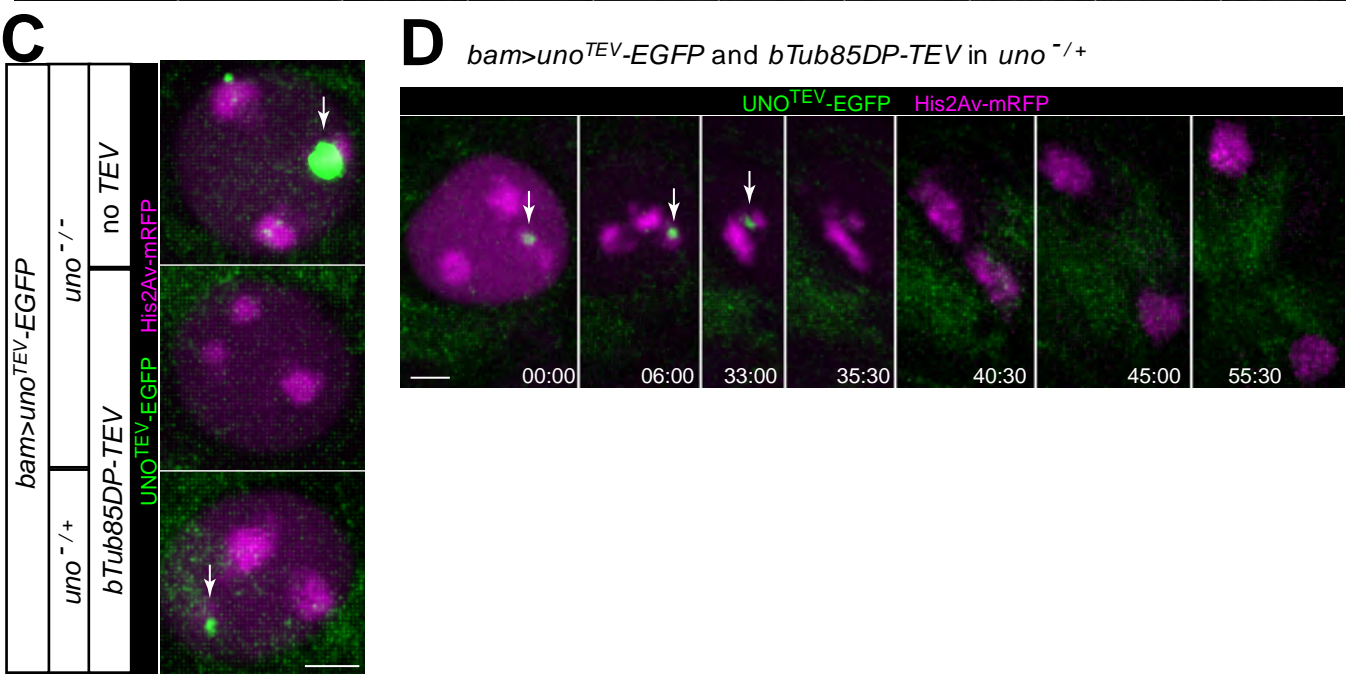 C
bam>uno^TEV-EGFP
uno^-/-
uno^-/+
no TEV
bTub85DP-TEV
UNO^TEV-EGFP His2Av-mRFP
D bam>uno^TEV-EGFP and bTub85DP-TEV in uno^-/+
UNO^TEV-EGFP His2Av-mRFP
00:00 06:00 33:00 35:30 40:30 45:00 55:30